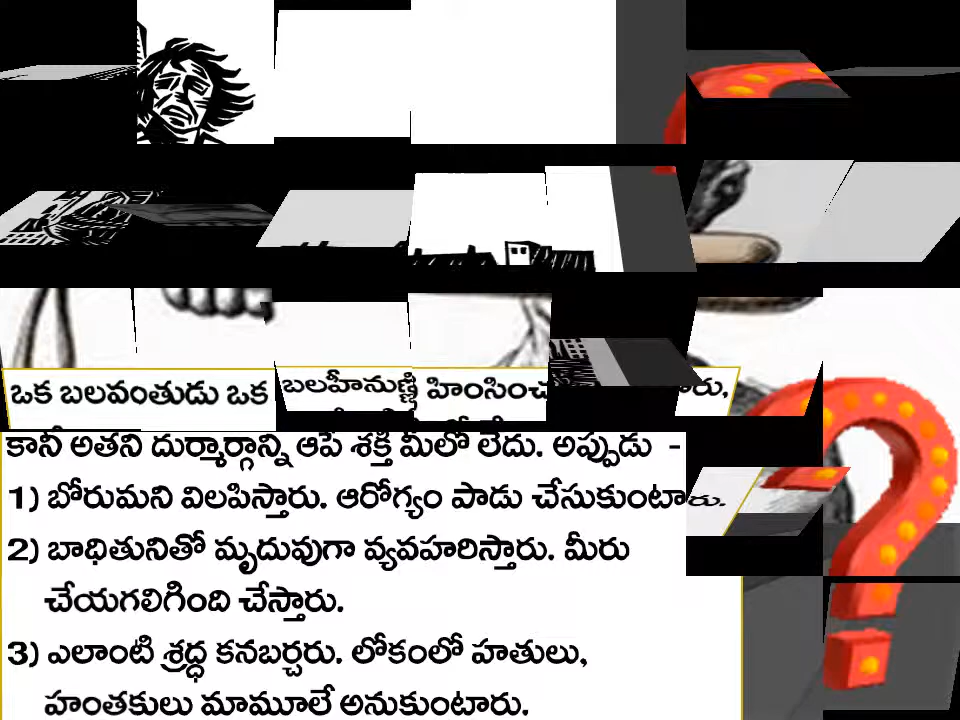 ఒక బలవంతుడు ఒక బలహీనుణ్ణి
కానీ అతని దుర్మార్గాన్ని ఆపే శక్తి మీలో లేదు. అప్పుడు -
1) బోరుమని విలపిస్తారు. ఆరోగ్యం పాడు చేసుకుంటారు.
2) బాధితునితో మృదువుగా వ్యవహరిస్తారు. మీరు
చేయగలిగింది చేస్తారు.
3) ఎలాంటి శ్రద్ధ కనబర్చరు. లోకంలో హతులు,
హంతకులు మామూలే అనుకుంటారు.